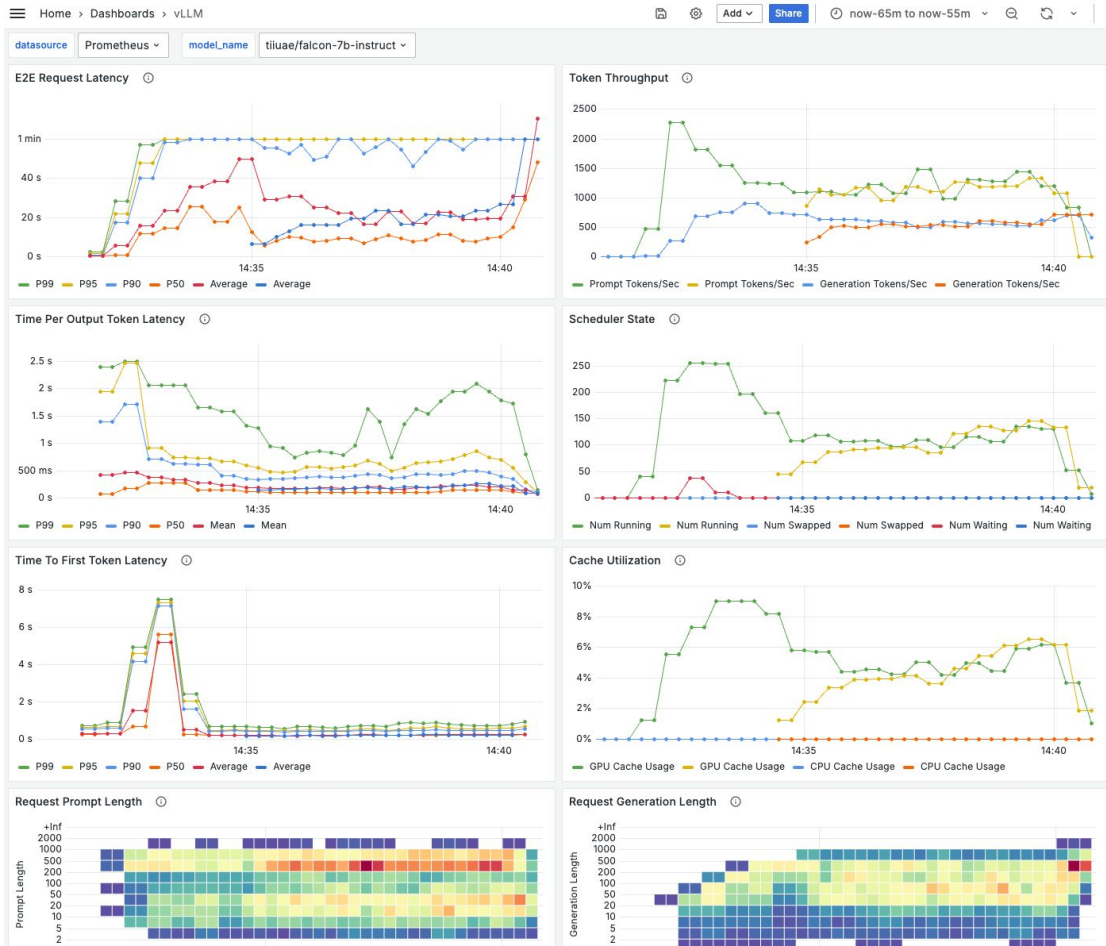 Home > Dashboards > vLLM Add Share now-65m to now-55m
datasource Prometheus model_name tiiuae/falcon-7b-instruct
E2E Request Latency
1 min
40 s
20 s
0 s
14:35 14:40
P99 P95 P90 P50 Average Average
Token Throughput
2500
2000
1500
1000
500
0
14:35 14:40
Prompt Tokens/Sec Prompt Tokens/Sec Generation Tokens/Sec Generation Tokens/Sec
Time Per Output Token Latency
2.5 s
2 s
1.5 s
1 s
500 ms
0 s
14:35 14:40
P99 P95 P90 P50 Mean Mean
Scheduler State
250
200
150
100
50
0
14:35 14:40
Num Running Num Running Num Swapped Num Swapped Num Waiting Num Waiting
Time To First Token Latency
8 s
6 s
4 s
2 s
0 s
14:35 14:40
P99 P95 P90 P50 Average Average
Cache Utilization
10%
8%
6%
4%
2%
0%
14:35 14:40
GPU Cache Usage GPU Cache Usage CPU Cache Usage CPU Cache Usage
Request Prompt Length
Prompt Length
+Inf
2000
1000
500
200
100
50
20
10
5
2
Request Generation Length
Generation Length
+Inf
2000
1000
500
200
100
50
20
10
5
2